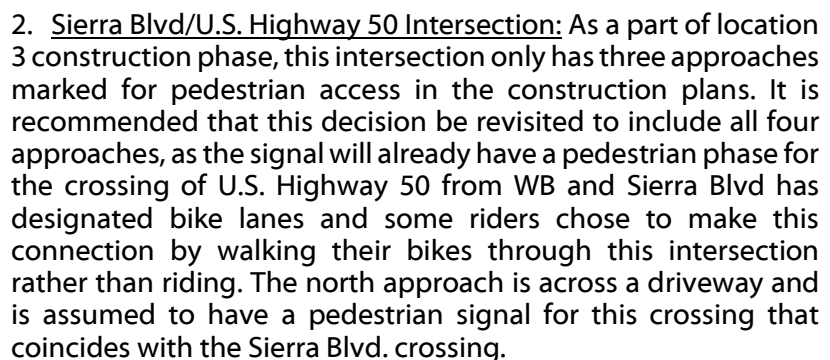 2. Sierra Blvd/U.S. Highway 50 Intersection: As a part of location
3 construction phase, this intersection only has three approaches
marked for pedestrian access in the construction plans. It is
recommended that this decision be revisited to include all four
approaches, as the signal will already have a pedestrian phase for
the crossing of U.S. Highway 50 from WB and Sierra Blvd has
designated bike lanes and some riders chose to make this
connection by walking their bikes through this intersection
rather than riding. The north approach is across a driveway and
is assumed to have a pedestrian signal for this crossing that
coincides with the Sierra Blvd. crossing.